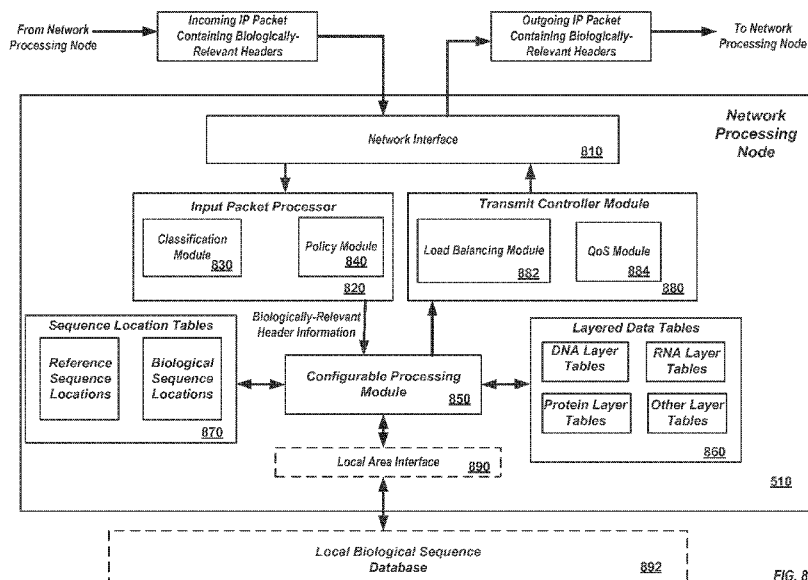 From Network
Processing Node
Incoming IP Packet
Containing Biologically-
Relevant Headers
Outgoing IP Packet
Containing Biologically-
Relevant Headers
To Network
Processing Node
Network
Processing
Node
Network Interface
810
Input Packet Processor
Classification
Module
830
Policy Module
840
820
Transmit Controller Module
Load Balancing Module
882
QoS Module
884
880
Biologically-Relevant
Header Information
Sequence Location Tables
Reference
Sequence
Locations
Biological
Sequence
Locations
870
Configurable Processing
Module
850
Layered Data Tables
DNA Layer
Tables
RNA Layer
Tables
Protein Layer
Tables
Other Layer
Tables
860
Local Area Interface
890
510
Local Biological Sequence
Database
892
FIG. 8